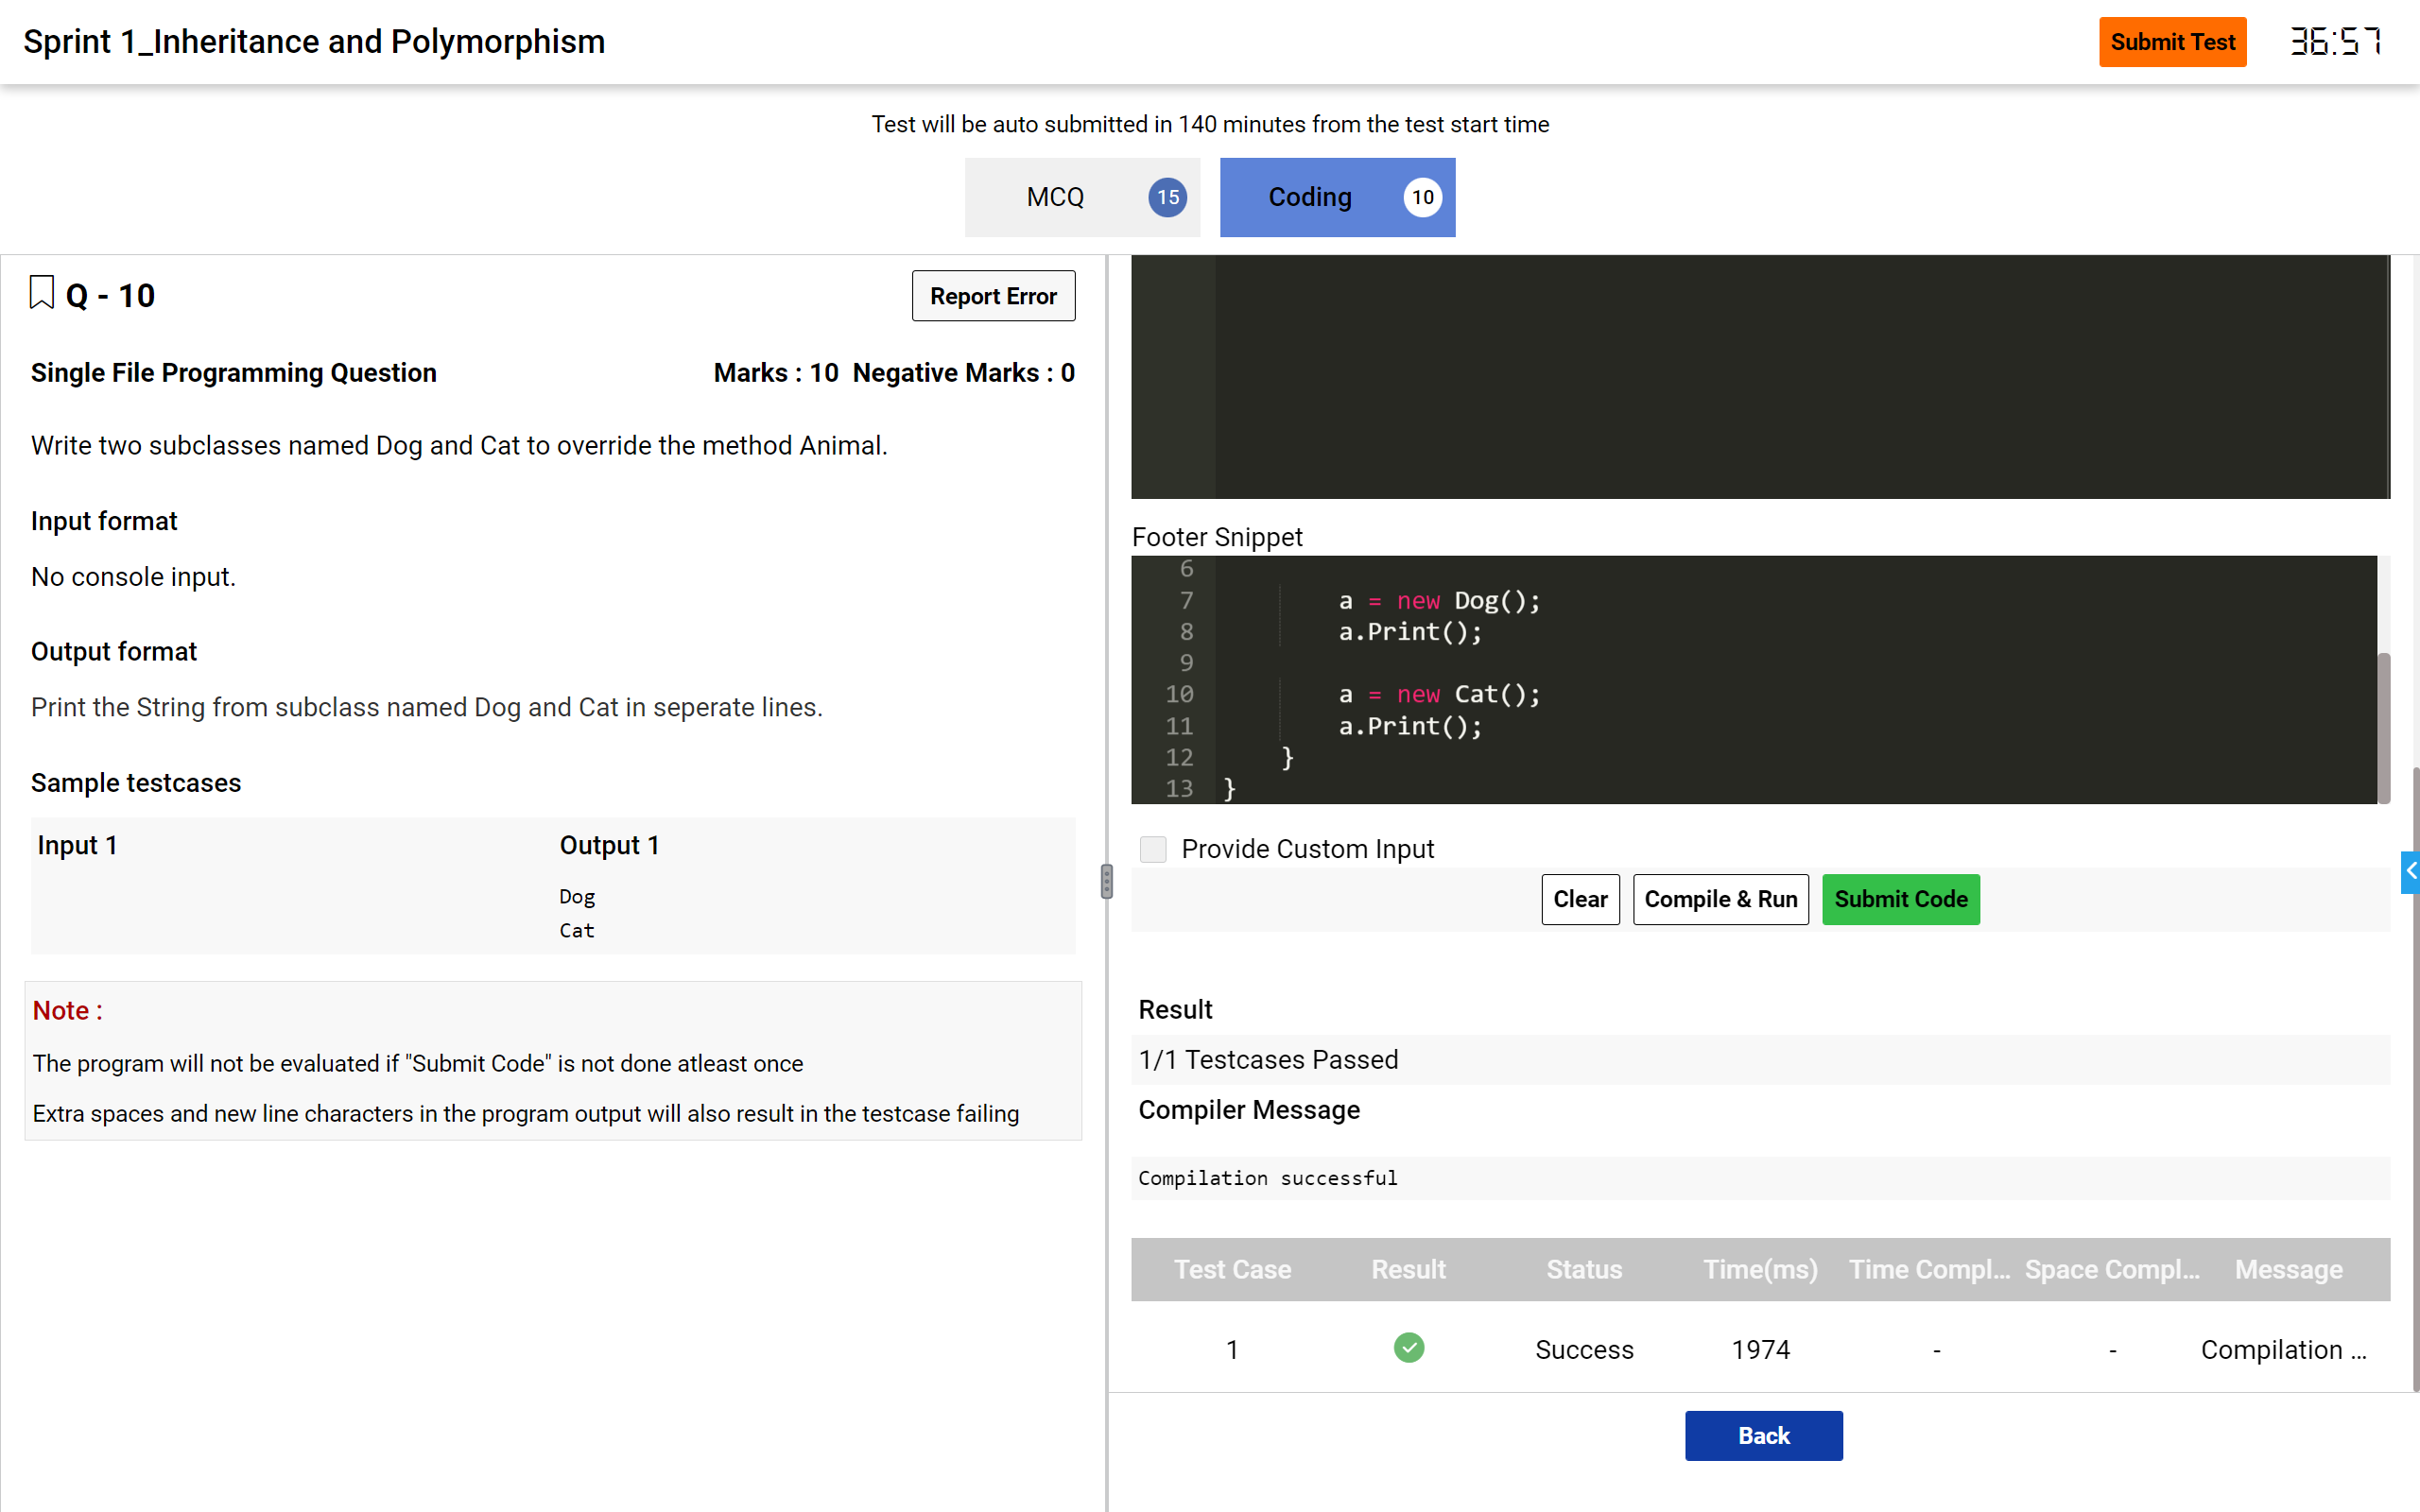 Sprint 1_Inheritance and Polymorphism
Submit Test
36:57
Test will be auto submitted in 140 minutes from the test start time
MCQ 15
Coding 10
Q - 10
Report Error
Single File Programming Question
Marks : 10 Negative Marks : 0
Write two subclasses named Dog and Cat to override the method Animal.
Input format
No console input.
Output format
Print the String from subclass named Dog and Cat in seperate lines.
Sample testcases
Input 1 Output 1
Dog
Cat
Note :
The program will not be evaluated if "Submit Code" is not done atleast once
Extra spaces and new line characters in the program output will also result in the testcase failing
Footer Snippet
6
7 a = new Dog();
8 a.Print();
9
10 a = new Cat();
11 a.Print();
12 }
13 }
Provide Custom Input
Clear
Compile & Run
Submit Code
Result
1/1 Testcases Passed
Compiler Message
Compilation successful
Test Case Result Status Time(ms) Time Compl... Space Compl... Message
1 Success 1974 - - Compilation ...
Back